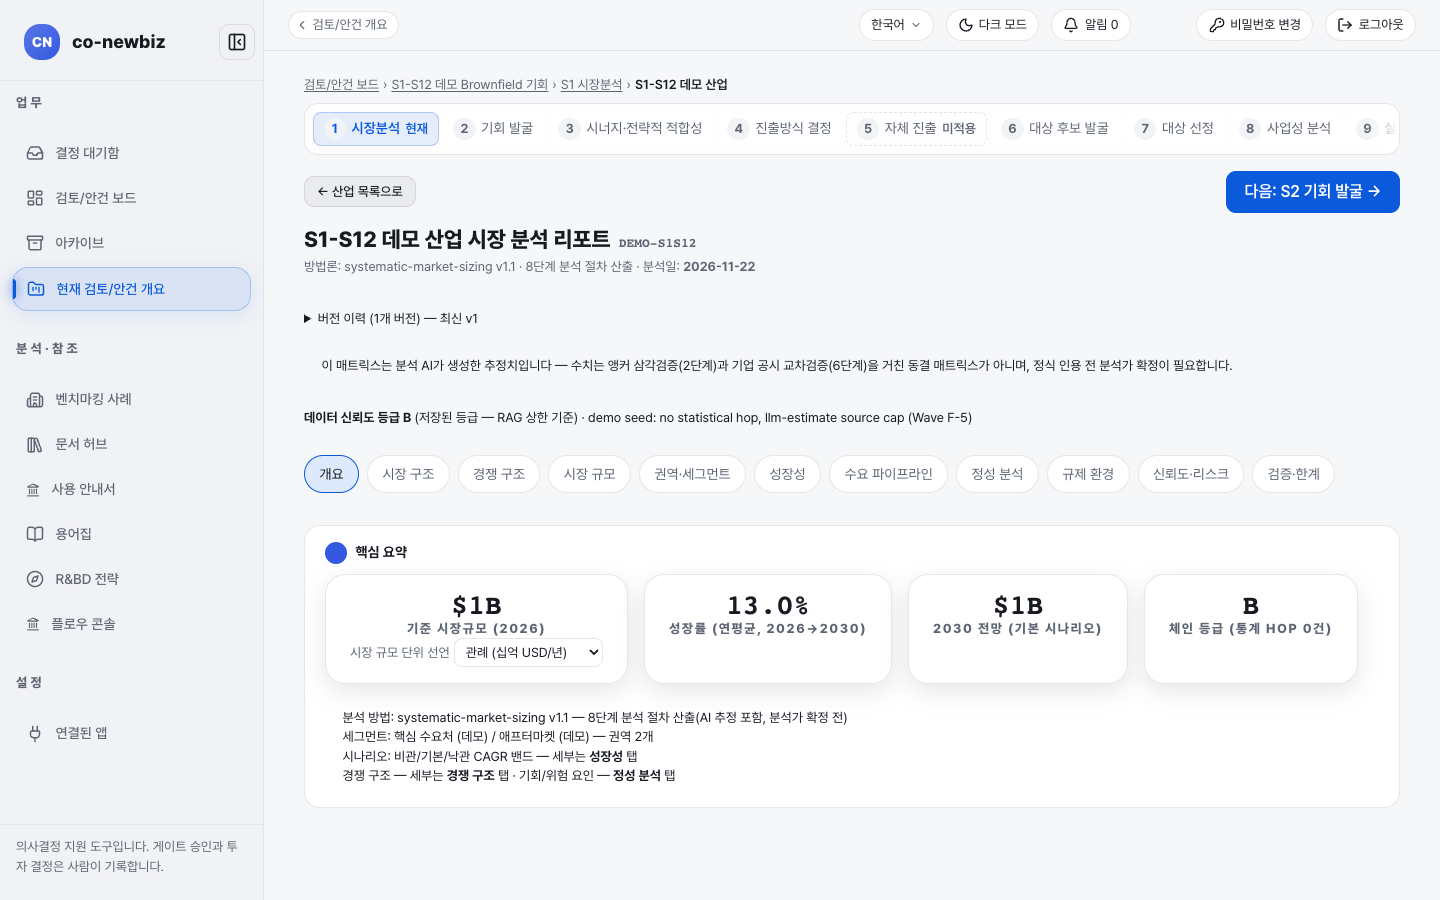 CN co-newbiz
업무
결정 대기함
검토/안건 보드
아카이브
현재 검토/안건 개요
분석·참조
벤치마킹 사례
문서 허브
사용 안내서
용어집
R&BD 전략
플로우 콘솔
설정
연결된 앱
의사결정 지원 도구입니다. 게이트 승인과 투
자 결정은 사람이 기록합니다.
검토/안건 개요
한국어
다크 모드
알림 0
비밀번호 변경
로그아웃
검토/안건 보드 › S1-S12 데모 Brownfield 기회 › S1 시장분석 › S1-S12 데모 산업
1 시장분석 현재
2 기회 발굴
3 시너지·전략적 적합성
4 진출방식 결정
5 자체 진출 미적용
6 대상 후보 발굴
7 대상 선정
8 사업성 분석
9
← 산업 목록으로
다음: S2 기회 발굴 →
S1-S12 데모 산업 시장 분석 리포트 DEMO-S1S12
방법론: systematic-market-sizing v1.1 · 8단계 분석 절차 산출 · 분석일: 2026-11-22
▶ 버전 이력 (1개 버전) — 최신 v1
이 매트릭스는 분석 AI가 생성한 추정치입니다 — 수치는 앵커 삼각검증(2단계)과 기업 공시 교차검증(6단계)을 거친 동결 매트릭스가 아니며, 정식 인용 전 분석가 확정이 필요합니다.
데이터 신뢰도 등급 B (저장된 등급 — RAG 상한 기준) · demo seed: no statistical hop, llm-estimate source cap (Wave F-5)
개요
시장 구조
경쟁 구조
시장 규모
권역·세그먼트
성장성
수요 파이프라인
정성 분석
규제 환경
신뢰도·리스크
검증·한계
핵심 요약
$1B
기준 시장규모 (2026)
시장 규모 단위 선언 관례 (십억 USD/년)
13.0%
성장률 (연평균, 2026→2030)
$1B
2030 전망 (기본 시나리오)
B
체인 등급 (통계 HOP 0건)
분석 방법: systematic-market-sizing v1.1 — 8단계 분석 절차 산출(AI 추정 포함, 분석가 확정 전)
세그먼트: 핵심 수요처 (데모) / 애프터마켓 (데모) — 권역 2개
시나리오: 비관/기본/낙관 CAGR 밴드 — 세부는 성장성 탭
경쟁 구조 — 세부는 경쟁 구조 탭 · 기회/위험 요인 — 정성 분석 탭